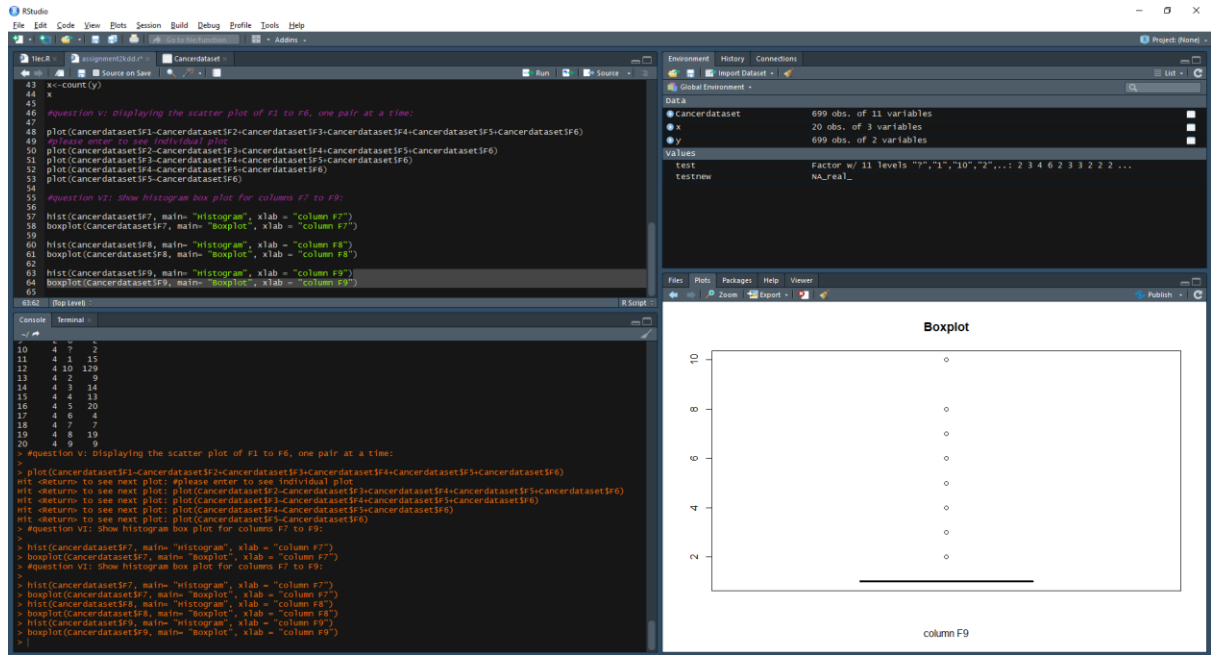 RStudio
File Edit Code View Plots Session Build Debug Profile Tools Help
Go to file/function Addins Project: (None)
1lec.R assignment2kdd.r* Cancerdataset
Source on Save Run Source
43 x<-count(y)
44 x
45
46 #question V: Displaying the scatter plot of F1 to F6, one pair at a time:
47
48 plot(Cancerdataset$F1~Cancerdataset$F2+Cancerdataset$F3+Cancerdataset$F4+Cancerdataset$F5+Cancerdataset$F6)
49 #please enter to see individual plot
50 plot(Cancerdataset$F2~Cancerdataset$F3+Cancerdataset$F4+Cancerdataset$F5+Cancerdataset$F6)
51 plot(Cancerdataset$F3~Cancerdataset$F4+Cancerdataset$F5+Cancerdataset$F6)
52 plot(Cancerdataset$F4~Cancerdataset$F5+Cancerdataset$F6)
53 plot(Cancerdataset$F5~Cancerdataset$F6)
54
55 #question VI: Show histogram box plot for columns F7 to F9:
56
57 hist(Cancerdataset$F7, main= "Histogram", xlab = "column F7")
58 boxplot(Cancerdataset$F7, main= "Boxplot", xlab = "column F7")
59
60 hist(Cancerdataset$F8, main= "Histogram", xlab = "column F8")
61 boxplot(Cancerdataset$F8, main= "Boxplot", xlab = "column F8")
62
63 hist(Cancerdataset$F9, main= "Histogram", xlab = "column F9")
64 boxplot(Cancerdataset$F9, main= "Boxplot", xlab = "column F9")
65
63:62 (Top Level) R Script
Console Terminal
~/
10 4 ? 2
11 4 1 15
12 4 10 129
13 4 2 9
14 4 3 14
15 4 4 13
16 4 5 20
17 4 6 4
18 4 7 7
19 4 8 19
20 4 9 9
> #question V: Displaying the scatter plot of F1 to F6, one pair at a time:
>
> plot(Cancerdataset$F1~Cancerdataset$F2+Cancerdataset$F3+Cancerdataset$F4+Cancerdataset$F5+Cancerdataset$F6)
Hit <Return> to see next plot: #please enter to see individual plot
Hit <Return> to see next plot: plot(Cancerdataset$F2~Cancerdataset$F3+Cancerdataset$F4+Cancerdataset$F5+Cancerdataset$F6)
Hit <Return> to see next plot: plot(Cancerdataset$F3~Cancerdataset$F4+Cancerdataset$F5+Cancerdataset$F6)
Hit <Return> to see next plot: plot(Cancerdataset$F4~Cancerdataset$F5+Cancerdataset$F6)
Hit <Return> to see next plot: plot(Cancerdataset$F5~Cancerdataset$F6)
> #question VI: Show histogram box plot for columns F7 to F9:
>
> hist(Cancerdataset$F7, main= "Histogram", xlab = "column F7")
> boxplot(Cancerdataset$F7, main= "Boxplot", xlab = "column F7")
> #question VI: Show histogram box plot for columns F7 to F9:
>
> hist(Cancerdataset$F7, main= "Histogram", xlab = "column F7")
> boxplot(Cancerdataset$F7, main= "Boxplot", xlab = "column F7")
> hist(Cancerdataset$F8, main= "Histogram", xlab = "column F8")
> boxplot(Cancerdataset$F8, main= "Boxplot", xlab = "column F8")
> hist(Cancerdataset$F9, main= "Histogram", xlab = "column F9")
> boxplot(Cancerdataset$F9, main= "Boxplot", xlab = "column F9")
>
Environment History Connections
Import Dataset List
Global Environment
Data
Cancerdataset 699 obs. of 11 variables
x 20 obs. of 3 variables
y 699 obs. of 2 variables
Values
test Factor w/ 11 levels "?","1","10","2",..: 2 3 4 6 2 3 3 2 2 2 ...
testnew NA_real_
Files Plots Packages Help Viewer
Zoom Export Publish
Boxplot
10
8
6
4
2
column F9